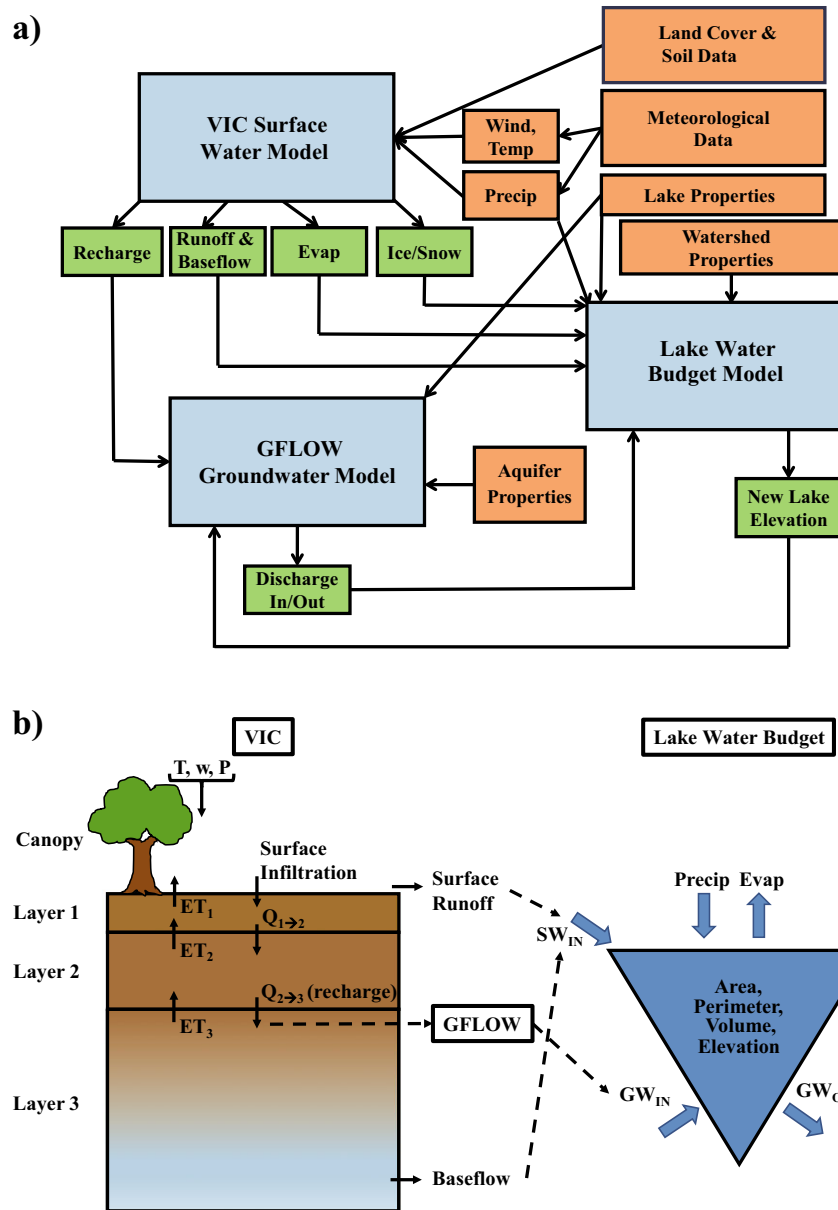 a)
Land Cover &
Soil Data
VIC Surface
Water Model
Wind,
Temp
Meteorological
Data
Precip
Lake Properties
Recharge
Runoff &
Baseflow
Evap
Ice/Snow
Watershed
Properties
Lake Water
Budget Model
GFLOW
Groundwater Model
Aquifer
Properties
New Lake
Elevation
Discharge
In/Out
b)
VIC
Lake Water Budget
T, w, P
Canopy
Surface
Infiltration
Surface
Runoff
Precip Evap
Layer 1
ET1
Q1→2
SWIN
Layer 2
ET2
Area,
Perimeter,
Volume,
Elevation
Q2→3 (recharge)
ET3
GFLOW
Layer 3
GWIN
Baseflow